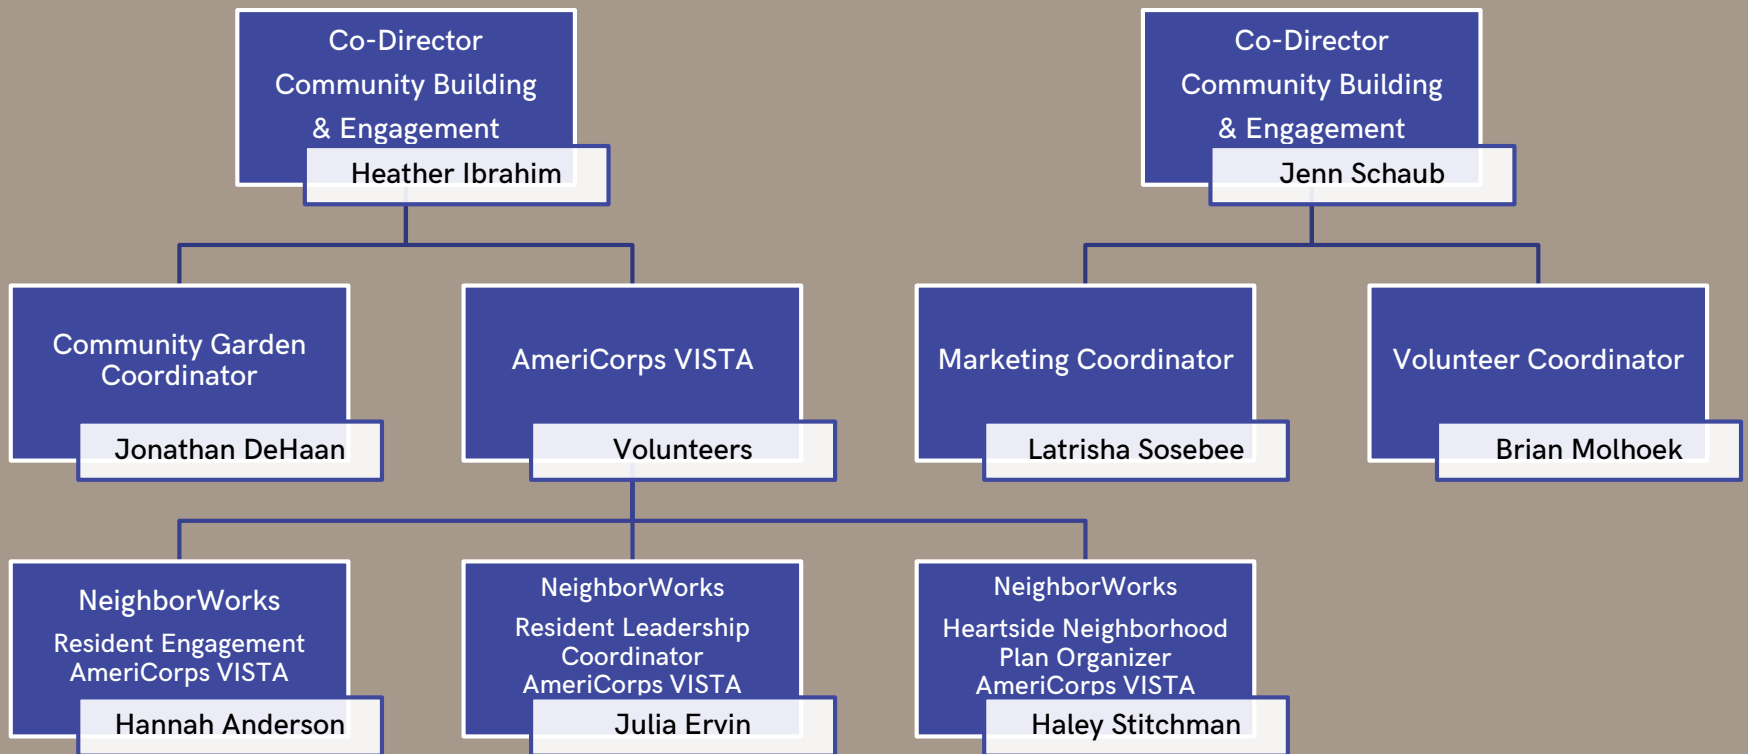 Co-Director
Community Building
& Engagement
Heather Ibrahim
Co-Director
Community Building
& Engagement
Jenn Schaub
Community Garden
Coordinator
Jonathan DeHaan
AmeriCorps VISTA
Volunteers
Marketing Coordinator
Latrisha Sosebee
Volunteer Coordinator
Brian Molhoek
NeighborWorks
Resident Engagement
AmeriCorps VISTA
Hannah Anderson
NeighborWorks
Resident Leadership
Coordinator
AmeriCorps VISTA
Julia Ervin
NeighborWorks
Heartside Neighborhood
Plan Organizer
AmeriCorps VISTA
Haley Stitchman